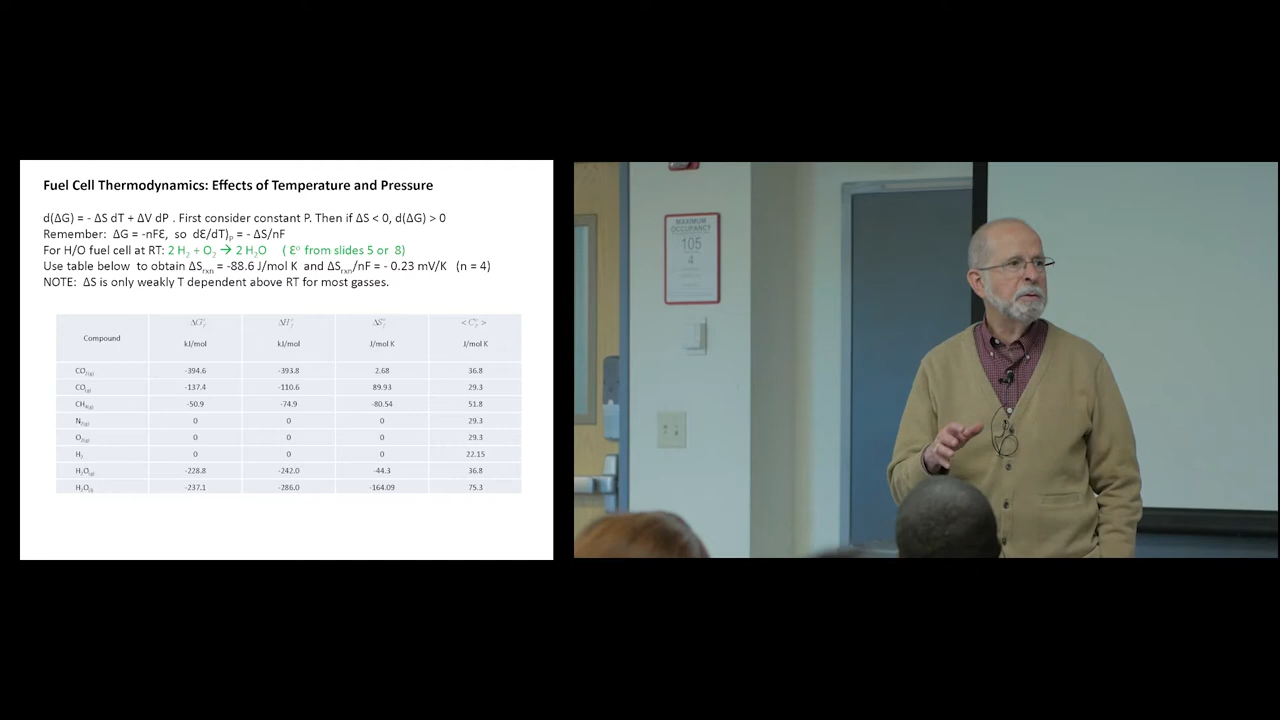 Fuel Cell Thermodynamics: Effects of Temperature and Pressure
d(ΔG) = - ΔS dT + ΔV dP . First consider constant P. Then if ΔS < 0, d(ΔG) > 0
Remember: ΔG = -nFƐ, so dƐ/dT)P = - ΔS/nF
For H/O fuel cell at RT: 2 H2 + O2 → 2 H2O ( Ɛ° from slides 5 or 8)
Use table below to obtain ΔSrxn = -88.6 J/mol K and ΔSrxn/nF = - 0.23 mV/K (n = 4)
NOTE: ΔS is only weakly T dependent above RT for most gasses.
Compound ΔG°f kJ/mol ΔH°f kJ/mol ΔS°f J/mol K <C°p> J/mol K
CO2(g) -394.6 -393.8 2.68 36.8
CO(g) -137.4 -110.6 89.93 29.3
CH4(g) -50.9 -74.9 -80.54 51.8
N2(g) 0 0 0 29.3
O2(g) 0 0 0 29.3
H2 0 0 0 22.15
H2O(g) -228.8 -242.0 -44.3 36.8
H2O(l) -237.1 -286.0 -164.09 75.3
MAXIMUM
OCCUPANCY
105
4